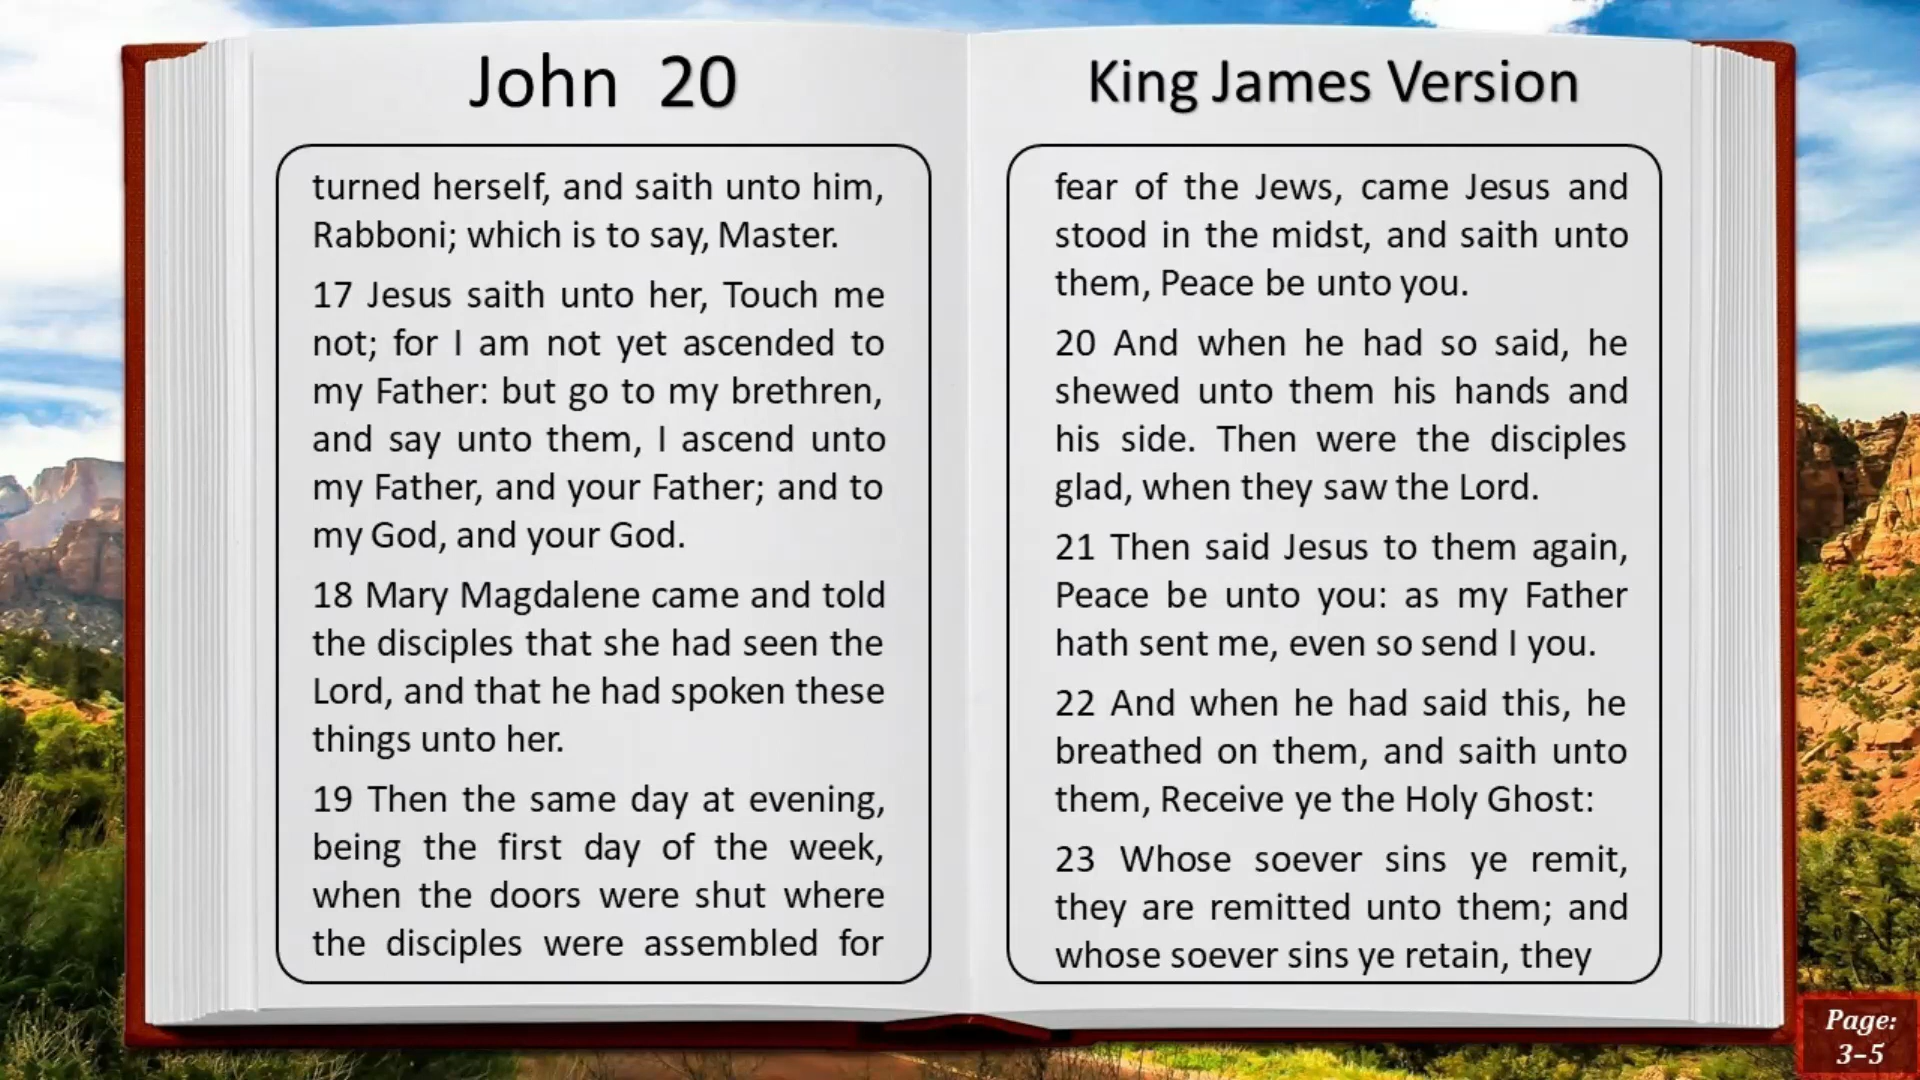 John 20
turned herself, and saith unto him,
Rabboni; which is to say, Master.
17 Jesus saith unto her, Touch me
not; for I am not yet ascended to
my Father: but go to my brethren,
and say unto them, I ascend unto
my Father, and your Father; and to
my God, and your God.
18 Mary Magdalene came and told
the disciples that she had seen the
Lord, and that he had spoken these
things unto her.
19 Then the same day at evening,
being the first day of the week,
when the doors were shut where
the disciples were assembled for
King James Version
fear of the Jews, came Jesus and
stood in the midst, and saith unto
them, Peace be unto you.
20 And when he had so said, he
shewed unto them his hands and
his side. Then were the disciples
glad, when they saw the Lord.
21 Then said Jesus to them again,
Peace be unto you: as my Father
hath sent me, even so send I you.
22 And when he had said this, he
breathed on them, and saith unto
them, Receive ye the Holy Ghost:
23 Whose soever sins ye remit,
they are remitted unto them; and
whose soever sins ye retain, they
Page:
3–5